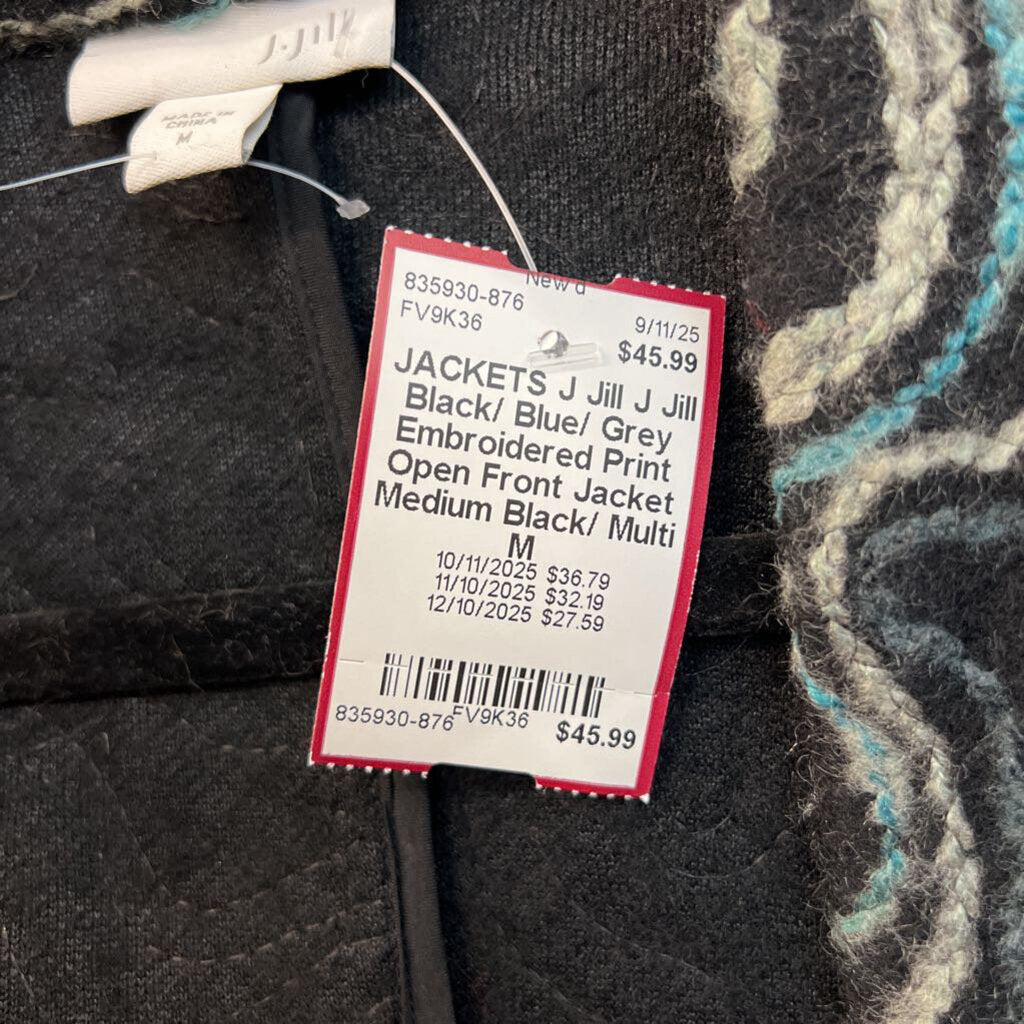 J.Jill
MADE IN
CHINA
M
New d
835930-876
FV9K36
9/11/25
$45.99
JACKETS J Jill J Jill
Black/ Blue/ Grey
Embroidered Print
Open Front Jacket
Medium Black/ Multi
M
10/11/2025 $36.79
11/10/2025 $32.19
12/10/2025 $27.59
835930-876 FV9K36 $45.99